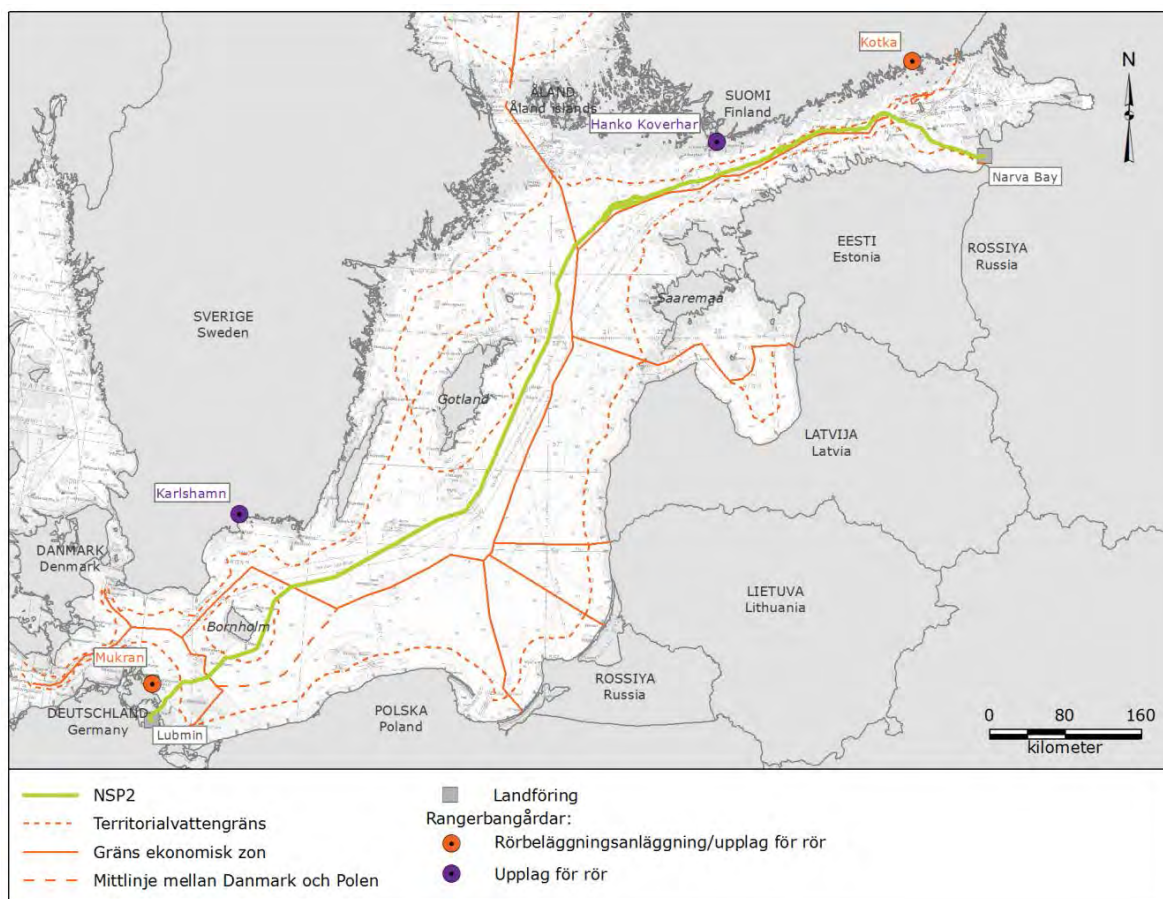 Kotka
N
ÅLAND
Åland islands
SUOMI
Finland
Hanko Koverhar
Narva Bay
EESTI
Estonia
ROSSIYA
Russia
SVERIGE
Sweden
Saaremaa
Gotland
LATVIJA
Latvia
Karlshamn
DANMARK
Denmark
LIETUVA
Lithuania
Bornholm
Mukran
ROSSIYA
Russia
DEUTSCHLAND
Germany
Lubmin
POLSKA
Poland
0 80 160
kilometer
NSP2
Territorialvattengräns
Gräns ekonomisk zon
Mittlinje mellan Danmark och Polen
Landföring
Rangerbangårdar:
Rörbeläggningsanläggning/upplag för rör
Upplag för rör